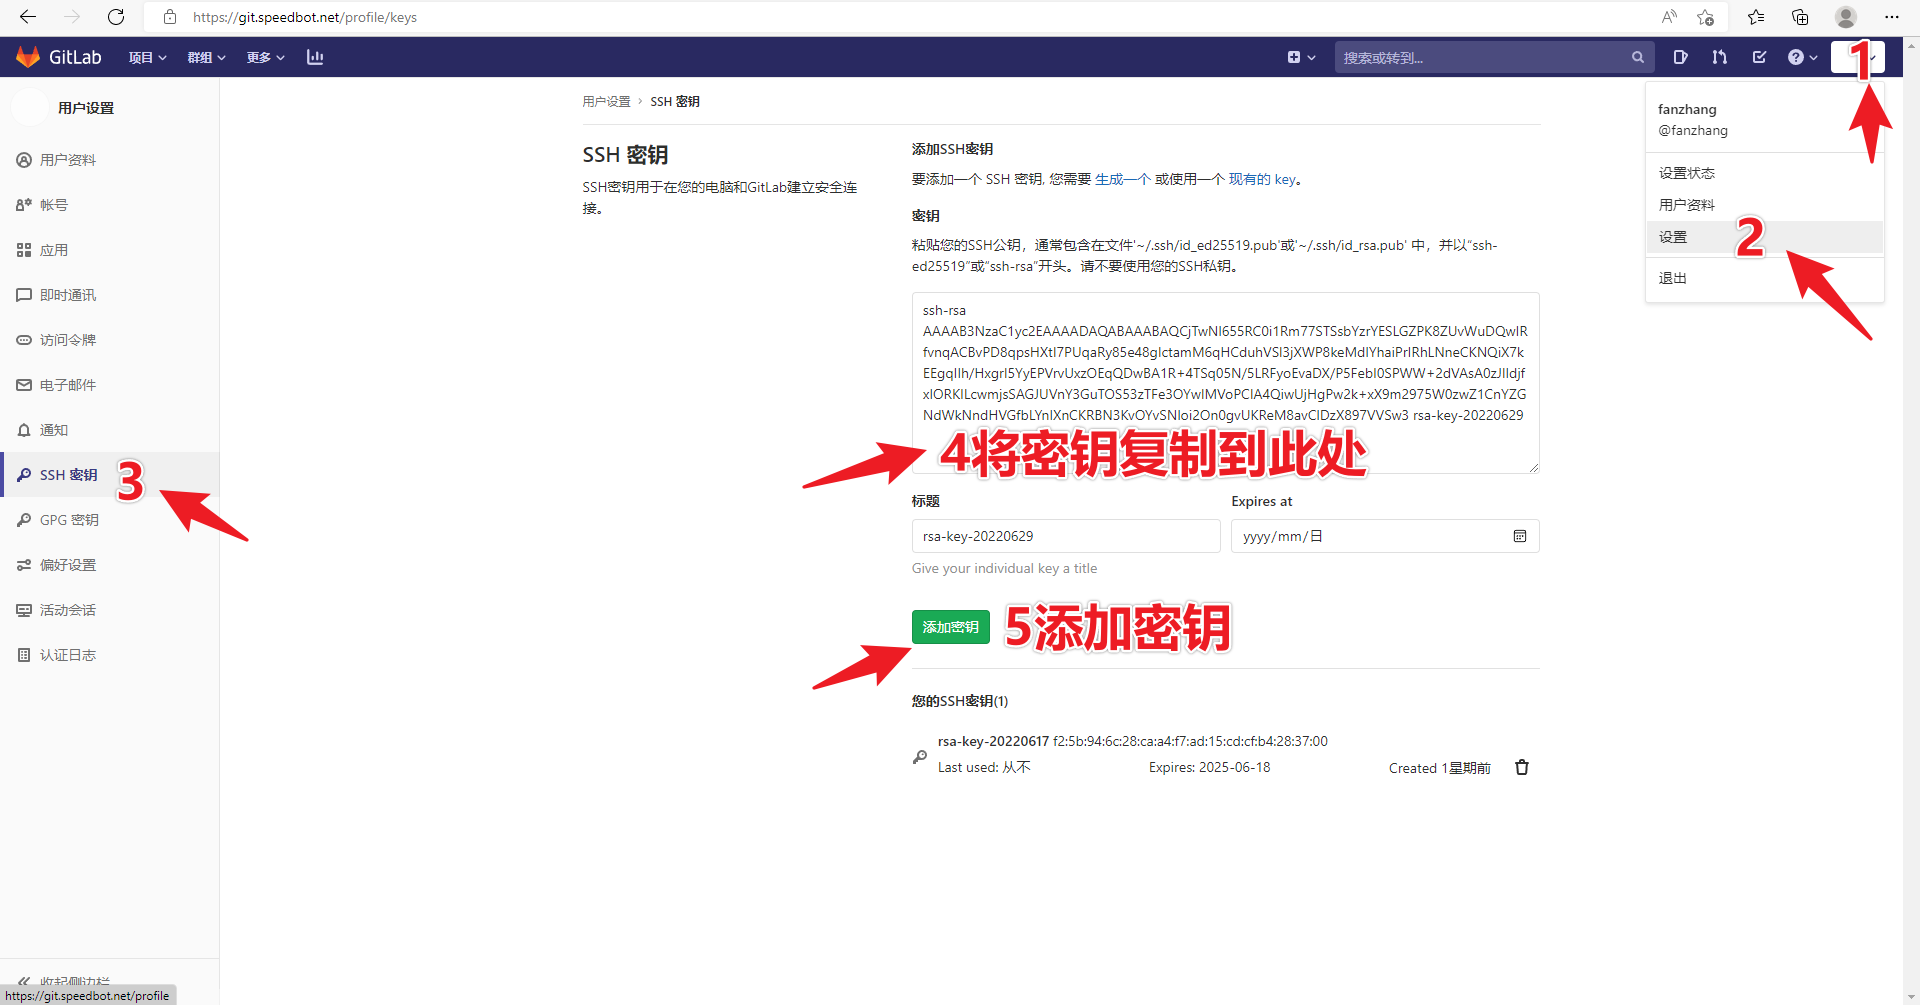 https://git.speedbot.net/profile/keys
GitLab 项目 群组 更多 搜索或转到... 1
用户设置
用户资料
帐号
应用
即时通讯
访问令牌
电子邮件
通知
SSH 密钥 3
GPG 密钥
偏好设置
活动会话
认证日志
收起侧边栏
https://git.speedbot.net/profile
用户设置 › SSH 密钥
SSH 密钥
SSH密钥用于在您的电脑和GitLab建立安全连
接。
添加SSH密钥
要添加一个 SSH 密钥, 您需要 生成一个 或使用一个 现有的 key。
密钥
粘贴您的SSH公钥，通常包含在文件'~/.ssh/id_ed25519.pub'或'~/.ssh/id_rsa.pub' 中，并以“ssh-
ed25519”或“ssh-rsa”开头。请不要使用您的SSH私钥。
ssh-rsa
rsa-key-20220629
4将密钥复制到此处
标题 Expires at
rsa-key-20220629 yyyy/mm/日
Give your individual key a title
添加密钥 5添加密钥
您的SSH密钥(1)
rsa-key-20220617 f2:5b:94:6c:28:ca:a4:f7:ad:15:cd:cf:b4:28:37:00
Last used: 从不 Expires: 2025-06-18 Created 1星期前
fanzhang
@fanzhang
设置状态
用户资料
设置 2
退出